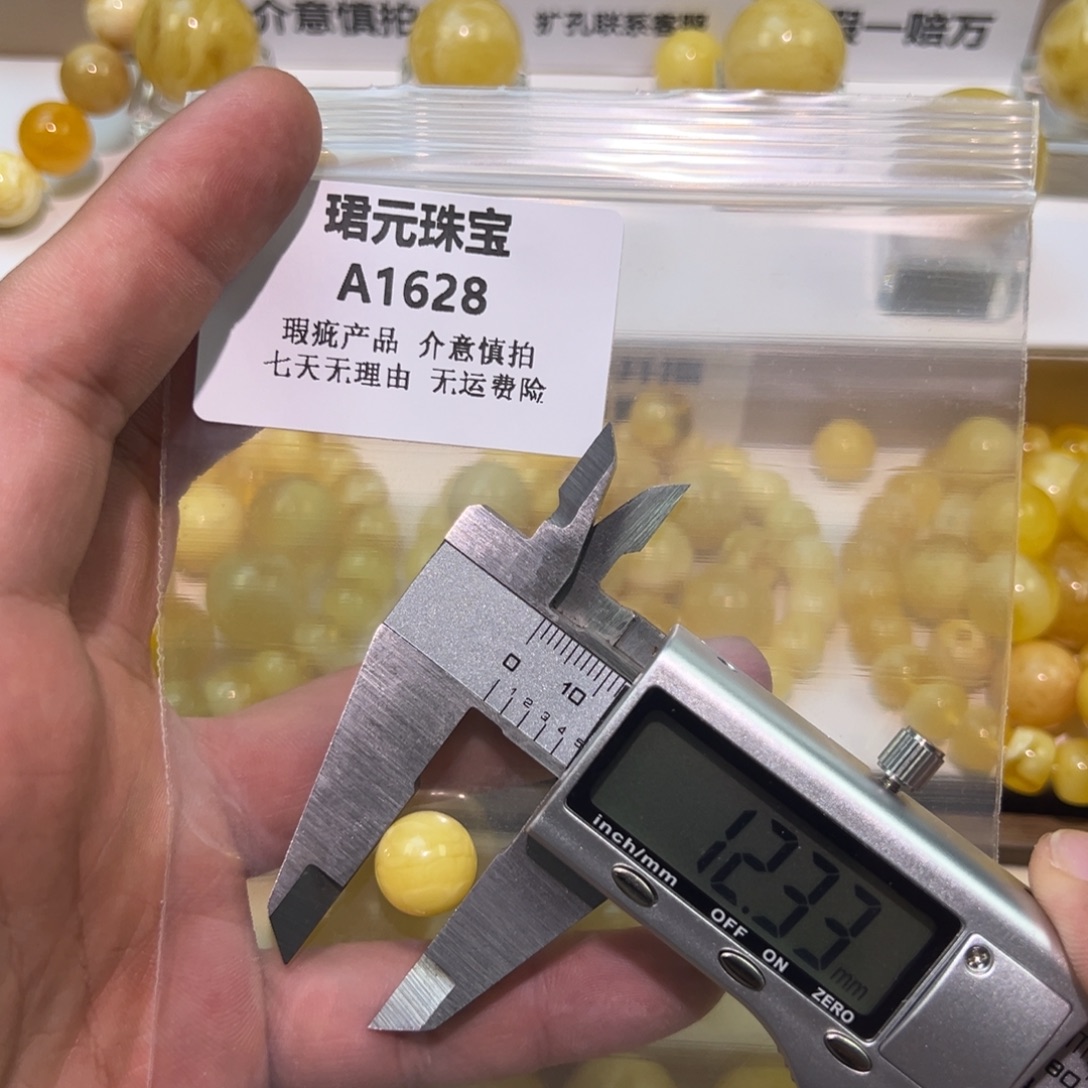 介意慎拍
扩孔联系客服
假一赔万
珺元珠宝
A1628
瑕疵产品 介意慎拍
七天无理由 无运费险
0 10
1 2 3 4 5
12.33 mm
inch/mm
OFF
ON
ZERO
80